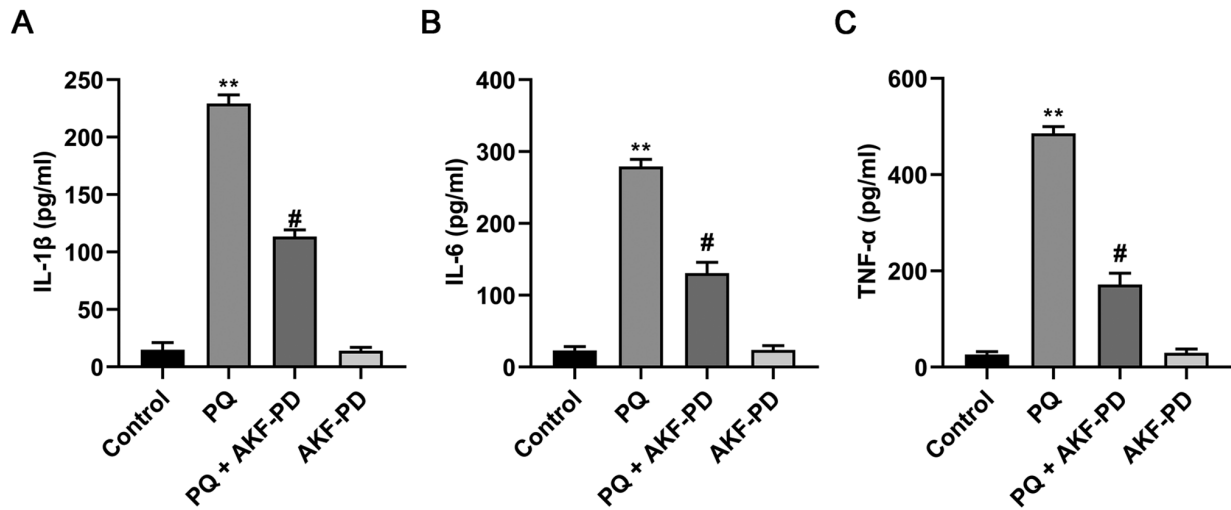 A
IL-1β (pg/ml)
250
200
150
100
50
0
**
#
Control
PQ
PQ + AKF-PD
AKF-PD
B
IL-6 (pg/ml)
400
300
200
100
0
**
#
Control
PQ
PQ + AKF-PD
AKF-PD
C
TNF-α (pg/ml)
600
400
200
0
**
#
Control
PQ
PQ + AKF-PD
AKF-PD